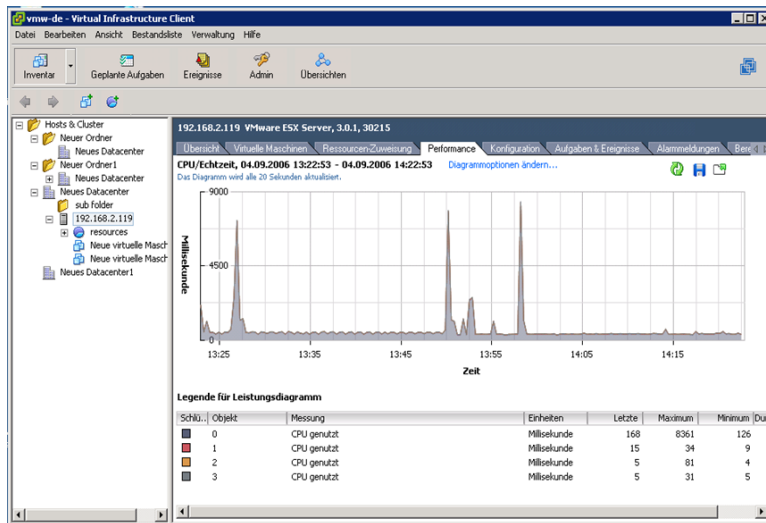 vmw-de - Virtual Infrastructure Client
Datei Bearbeiten Ansicht Bestandsliste Verwaltung Hilfe
Inventar Geplante Aufgaben Ereignisse Admin Übersichten
Hosts & Cluster
Neuer Ordner
Neues Datacenter
Neuer Ordner1
Neues Datacenter
Neues Datacenter
sub folder
192.168.2.119
resources
Neue virtuelle Masch
Neue virtuelle Masch
Neues Datacenter1
192.168.2.119 VMware ESX Server, 3.0.1, 30215
Übersicht Virtuelle Maschinen Ressourcen-Zuweisung Performance Konfiguration Aufgaben & Ereignisse Alarmmeldungen Bere
CPU/Echtzeit, 04.09.2006 13:22:53 - 04.09.2006 14:22:53 Diagrammoptionen ändern...
Das Diagramm wird alle 20 Sekunden aktualisiert.
9000
4500
0
Millisekunde
13:25 13:35 13:45 13:55 14:05 14:15
Zeit
Legende für Leistungsdiagramm
Schlü... Objekt Messung Einheiten Letzte Maximum Minimum Du
0 CPU genutzt Millisekunde 168 8361 126
1 CPU genutzt Millisekunde 15 34 9
2 CPU genutzt Millisekunde 5 81 4
3 CPU genutzt Millisekunde 5 31 5